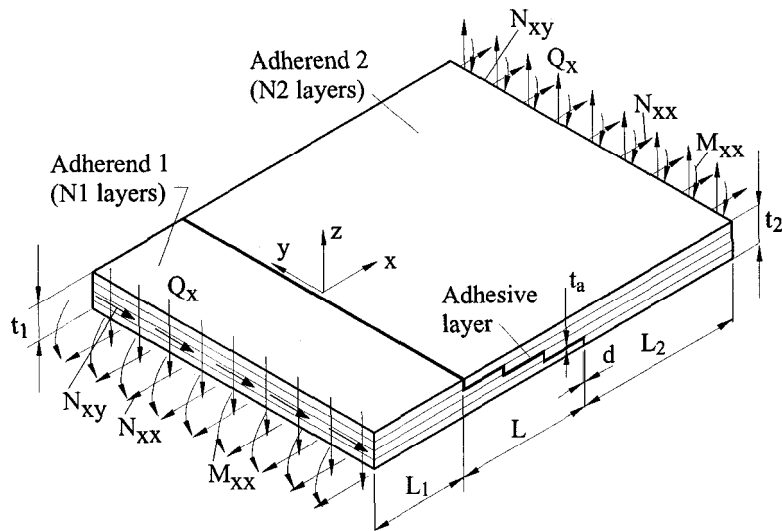 N_xy
Q_x
N_xx
M_xx
Adherend 2
(N2 layers)
Adherend 1
(N1 layers)
z
y
x
t_2
t_1
Q_x
t_a
Adhesive
layer
L_2
d
N_xy
N_xx
M_xx
L
L_1